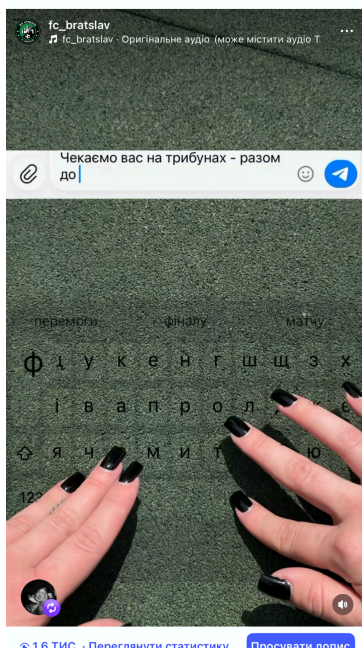 fc_bratslav
fc_bratslav · Оригінальне аудіо (може містити аудіо Т
Чекаємо вас на трибунах - разом
до
перемоги фіналу матчу
ф у к е н г ш щ з х
і в а п р о л є
я ч м и т ю
123
1,6 ТИС. · Переглянути статистику Просувати допис